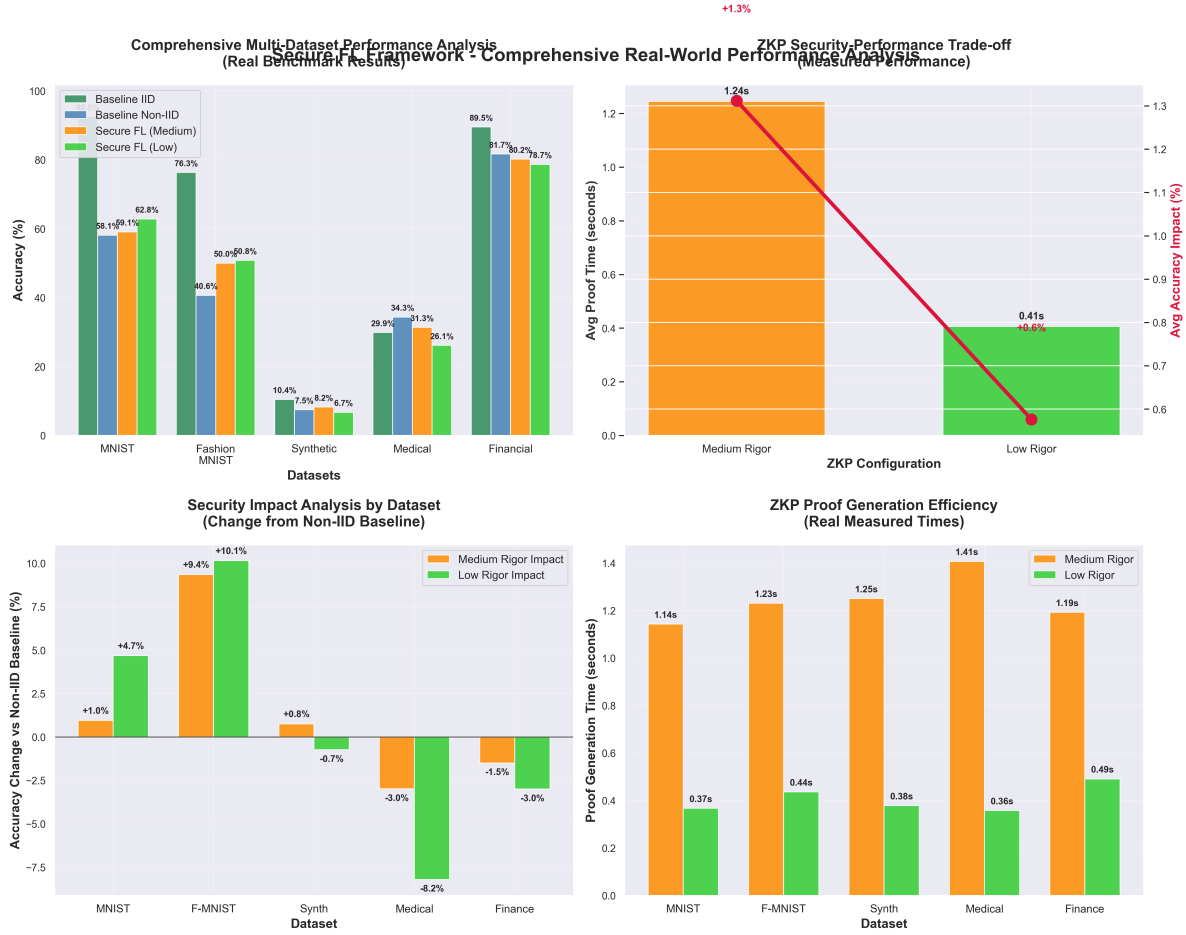 +1.3%
Comprehensive Multi-Dataset Performance Analysis
(Real Benchmark Results)
ZKP Security-Performance Trade-off
(Measured Performance)
Secure FL Framework - Comprehensive Real-World Performance Analysis
Baseline IID
Baseline Non-IID
Secure FL (Medium)
Secure FL (Low)
Accuracy (%)
100
80
60
40
20
0
58.1%
59.1%
62.8%
76.3%
40.6%
50.0%
50.8%
10.4%
7.5%
8.2%
6.7%
29.9%
34.3%
31.3%
26.1%
89.5%
81.7%
80.2%
78.7%
MNIST
Fashion
MNIST
Synthetic
Medical
Financial
Datasets
Avg Proof Time (seconds)
1.2
1.0
0.8
0.6
0.4
0.2
0.0
1.24s
0.41s
+0.6%
1.3
1.2
1.1
1.0
0.9
0.8
0.7
0.6
Avg Accuracy Impact (%)
Medium Rigor
Low Rigor
ZKP Configuration
Security Impact Analysis by Dataset
(Change from Non-IID Baseline)
Medium Rigor Impact
Low Rigor Impact
Accuracy Change vs Non-IID Baseline (%)
10.0
7.5
5.0
2.5
0.0
−2.5
−5.0
−7.5
+1.0%
+4.7%
+9.4%
+10.1%
+0.8%
-0.7%
-3.0%
-8.2%
-1.5%
-3.0%
MNIST
F-MNIST
Synth
Medical
Finance
Dataset
ZKP Proof Generation Efficiency
(Real Measured Times)
Medium Rigor
Low Rigor
Proof Generation Time (seconds)
1.4
1.2
1.0
0.8
0.6
0.4
0.2
0.0
1.14s
0.37s
1.23s
0.44s
1.25s
0.38s
1.41s
0.36s
1.19s
0.49s
MNIST
F-MNIST
Synth
Medical
Finance
Dataset